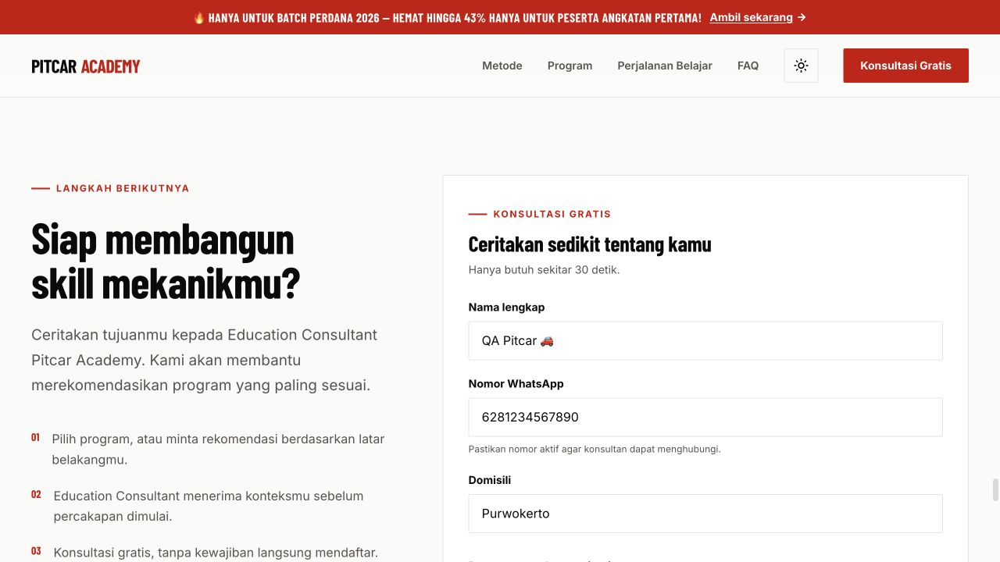 🔥 HANYA UNTUK BATCH PERDANA 2026 — HEMAT HINGGA 43% HANYA UNTUK PESERTA ANGKATAN PERTAMA! Ambil sekarang →
PITCAR ACADEMY
Metode
Program
Perjalanan Belajar
FAQ
Konsultasi Gratis
LANGKAH BERIKUTNYA
Siap membangun
skill mekanikmu?
Ceritakan tujuanmu kepada Education Consultant
Pitcar Academy. Kami akan membantu
merekomendasikan program yang paling sesuai.
01 Pilih program, atau minta rekomendasi berdasarkan latar
belakangmu.
02 Education Consultant menerima konteksmu sebelum
percakapan dimulai.
03 Konsultasi gratis, tanpa kewajiban langsung mendaftar.
KONSULTASI GRATIS
Ceritakan sedikit tentang kamu
Hanya butuh sekitar 30 detik.
Nama lengkap
QA Pitcar 🚗
Nomor WhatsApp
6281234567890
Pastikan nomor aktif agar konsultan dapat menghubungi.
Domisili
Purwokerto